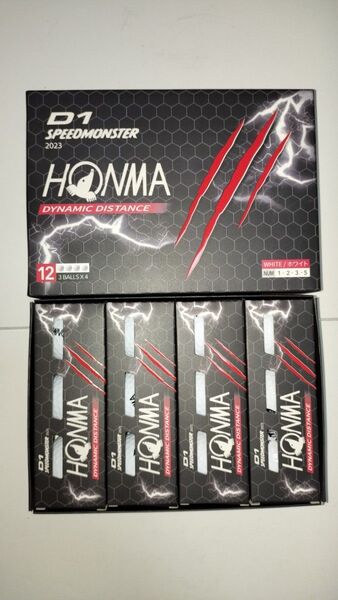 D1
SPEEDMONSTER
2023
HONMA
DYNAMIC DISTANCE
12
3 BALLS X 4
WHITE / ホワイト
NUM 1 2 3 5
D1
SPEEDMONSTER
HONMA
DYNAMIC DISTANCE
D1
SPEEDMONSTER
HONMA
DYNAMIC DISTANCE
D1
SPEEDMONSTER
HONMA
DYNAMIC DISTANCE
D1
SPEEDMONSTER
HONMA
DYNAMIC DISTANCE